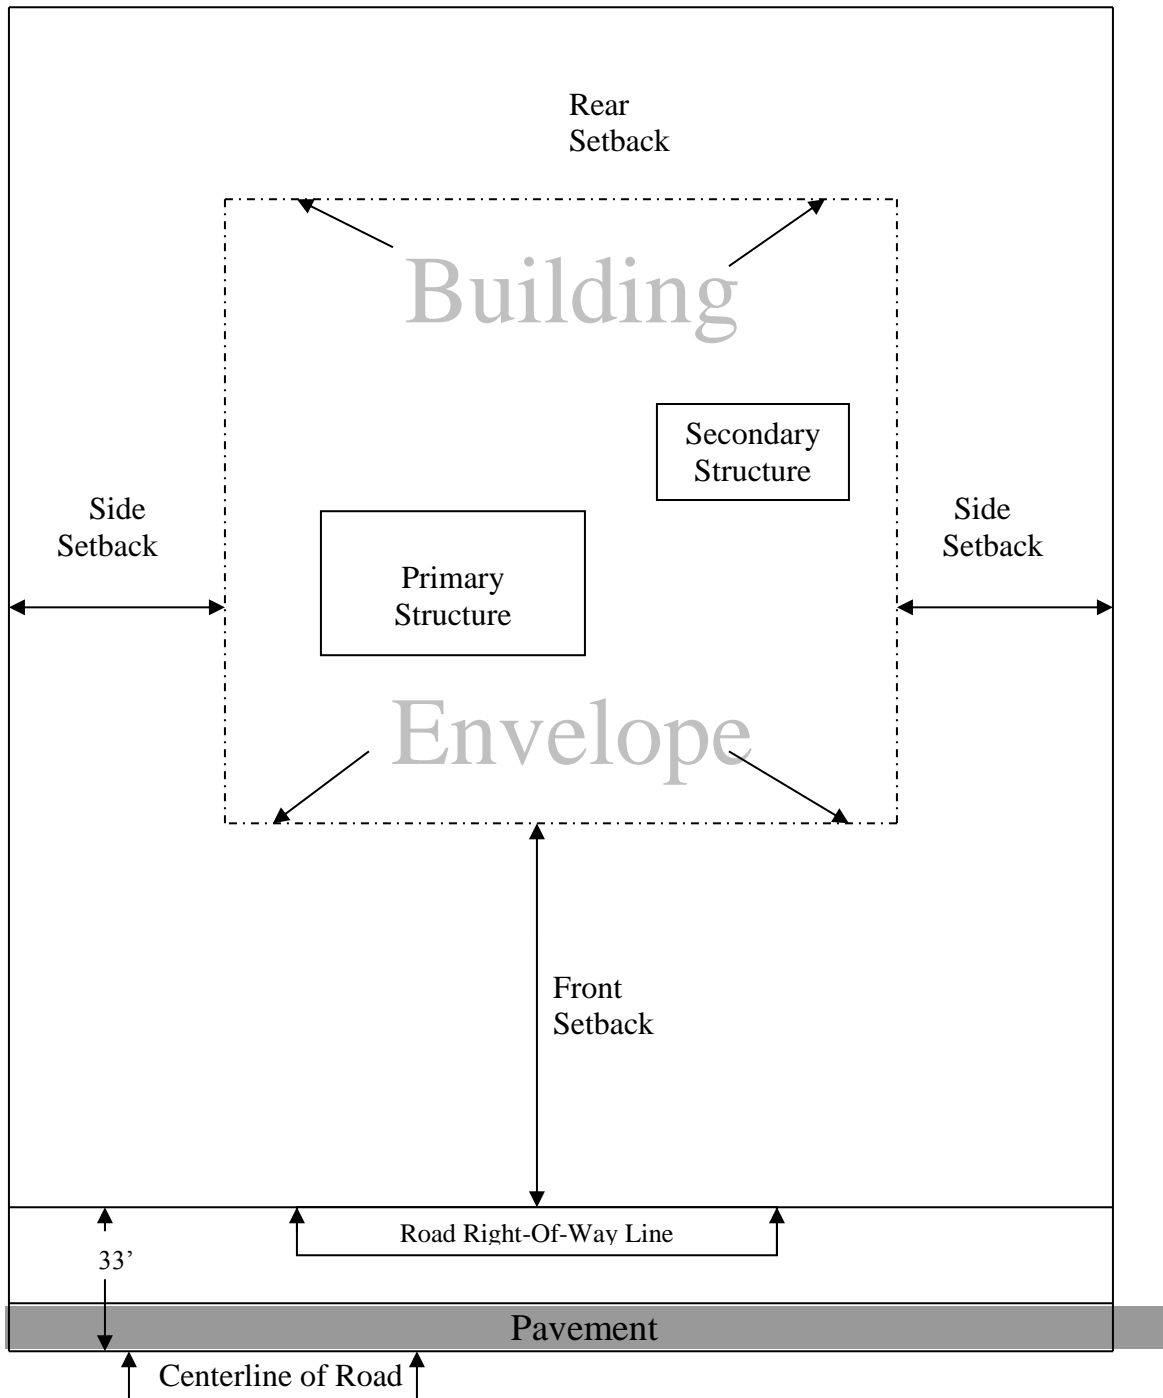 Rear
Setback
Building
Secondary
Structure
Side
Setback
Side
Setback
Primary
Structure
Envelope
Front
Setback
Road Right-Of-Way Line
33’
Pavement
Centerline of Road